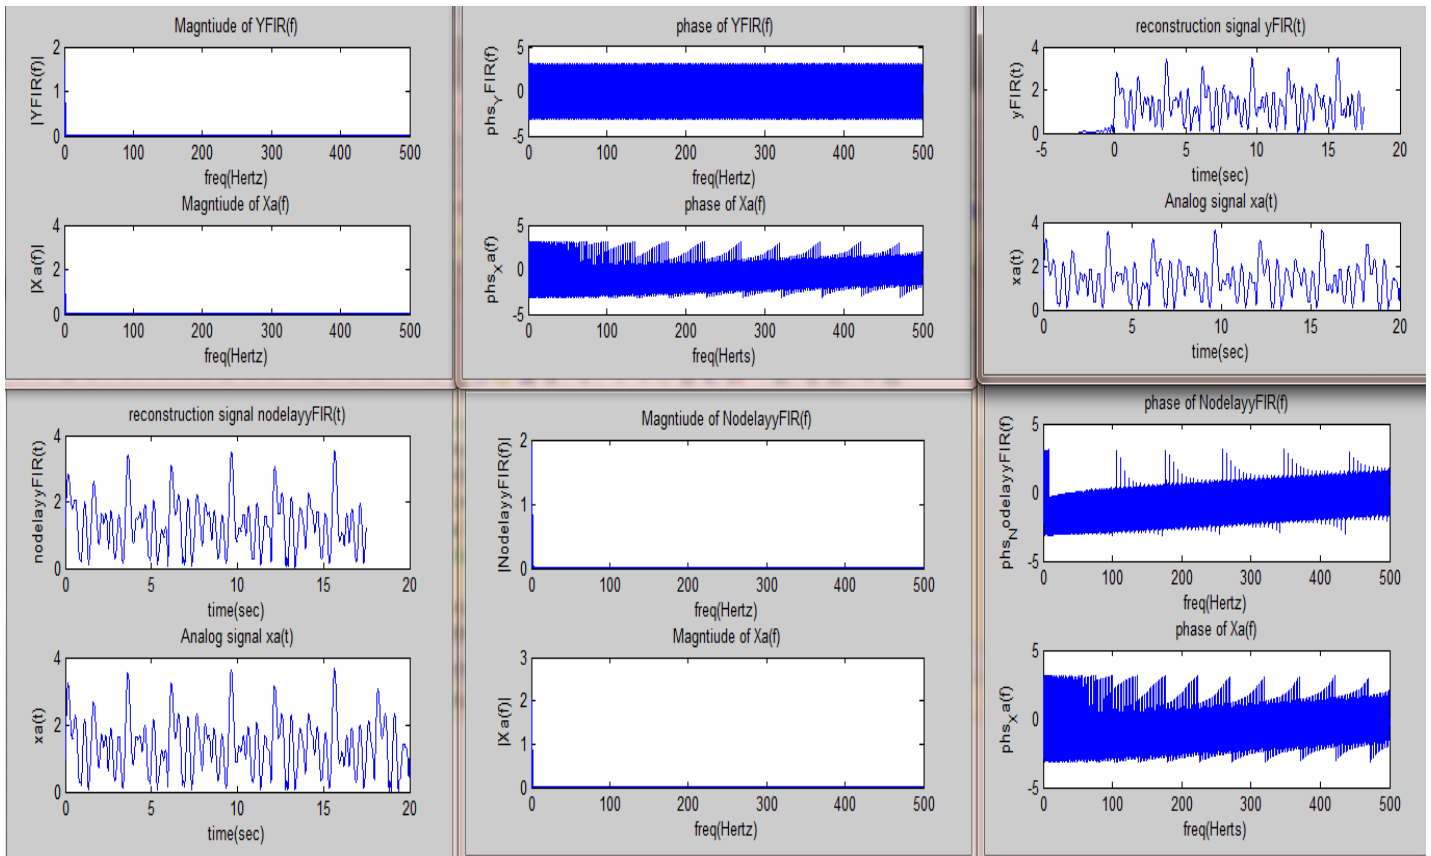 Magntiude of YFIR(f)
|YFIR(f)|
2
1
0
0 100 200 300 400 500
freq(Hertz)
Magntiude of Xa(f)
|Xa(f)|
4
2
0
0 100 200 300 400 500
freq(Hertz)
phase of YFIR(f)
phs_YFIR(f)
5
0
-5
0 100 200 300 400 500
freq(Hertz)
phase of Xa(f)
phs_xa(f)
5
0
-5
0 100 200 300 400 500
freq(Herts)
reconstruction signal yFIR(t)
yFIR(t)
4
2
0
-5 0 5 10 15 20
time(sec)
Analog signal xa(t)
xa(t)
4
2
0
0 5 10 15 20
time(sec)
reconstruction signal nodelayyFIR(t)
nodelayyFIR(t)
4
2
0
0 5 10 15 20
time(sec)
Analog signal xa(t)
xa(t)
4
2
0
0 5 10 15 20
time(sec)
Magntiude of NodelayyFIR(f)
|NodelayyFIR(f)|
2
1
0
0 100 200 300 400 500
freq(Hertz)
Magntiude of Xa(f)
|Xa(f)|
3
2
1
0
0 100 200 300 400 500
freq(Hertz)
phase of NodelayyFIR(f)
phs_NodelayyFIR(f)
5
0
-5
0 100 200 300 400 500
freq(Hertz)
phase of Xa(f)
phs_xa(f)
5
0
-5
0 100 200 300 400 500
freq(Herts)